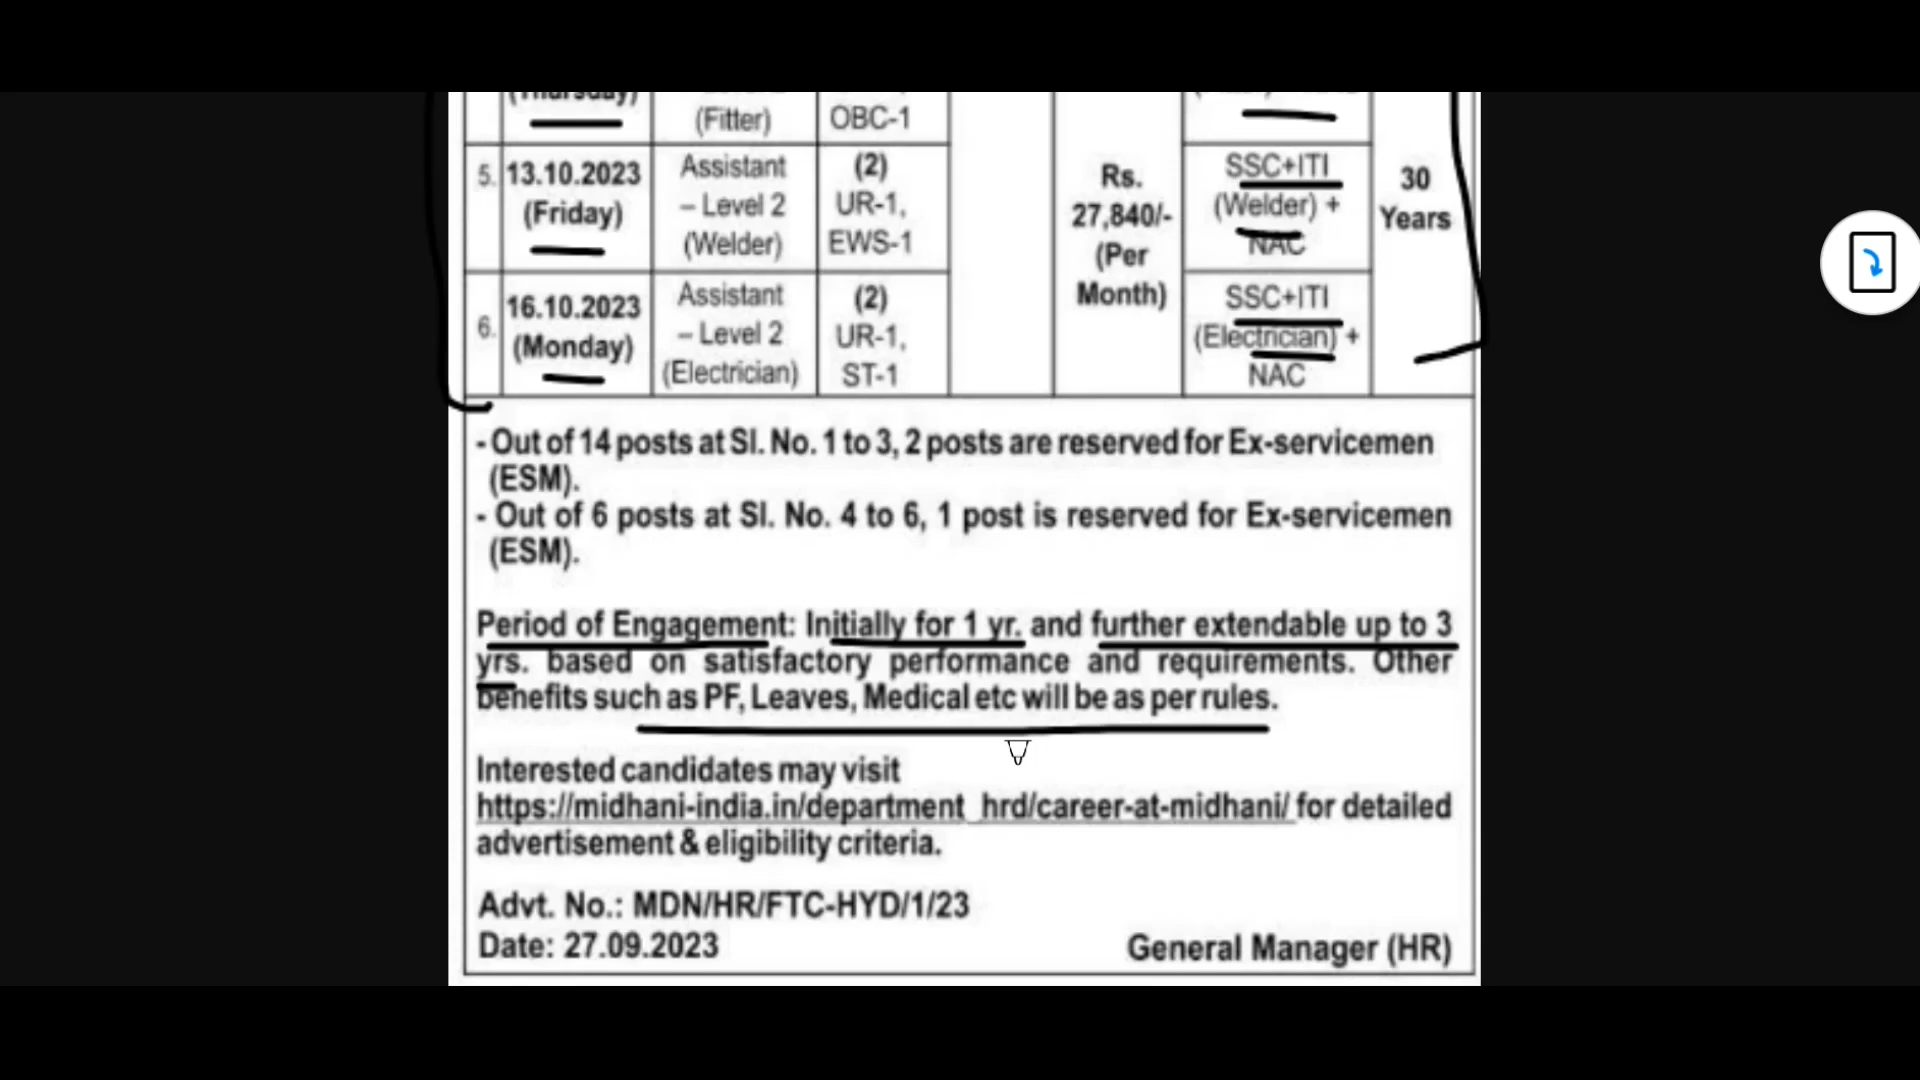 (Thursday)
(Fitter)
OBC-1
5.
13.10.2023
(Friday)
Assistant
– Level 2
(Welder)
(2)
UR-1,
EWS-1
Rs.
27,840/-
(Per
Month)
SSC+ITI
(Welder) +
NAC
30
Years
6.
16.10.2023
(Monday)
Assistant
– Level 2
(Electrician)
(2)
UR-1,
ST-1
SSC+ITI
(Electrician) +
NAC
- Out of 14 posts at Sl. No. 1 to 3, 2 posts are reserved for Ex-servicemen
(ESM).
- Out of 6 posts at Sl. No. 4 to 6, 1 post is reserved for Ex-servicemen
(ESM).
Period of Engagement: Initially for 1 yr. and further extendable up to 3
yrs. based on satisfactory performance and requirements. Other
benefits such as PF, Leaves, Medical etc will be as per rules.
Interested candidates may visit
https://midhani-india.in/department_hrd/career-at-midhani/ for detailed
advertisement & eligibility criteria.
Advt. No.: MDN/HR/FTC-HYD/1/23
Date: 27.09.2023
General Manager (HR)